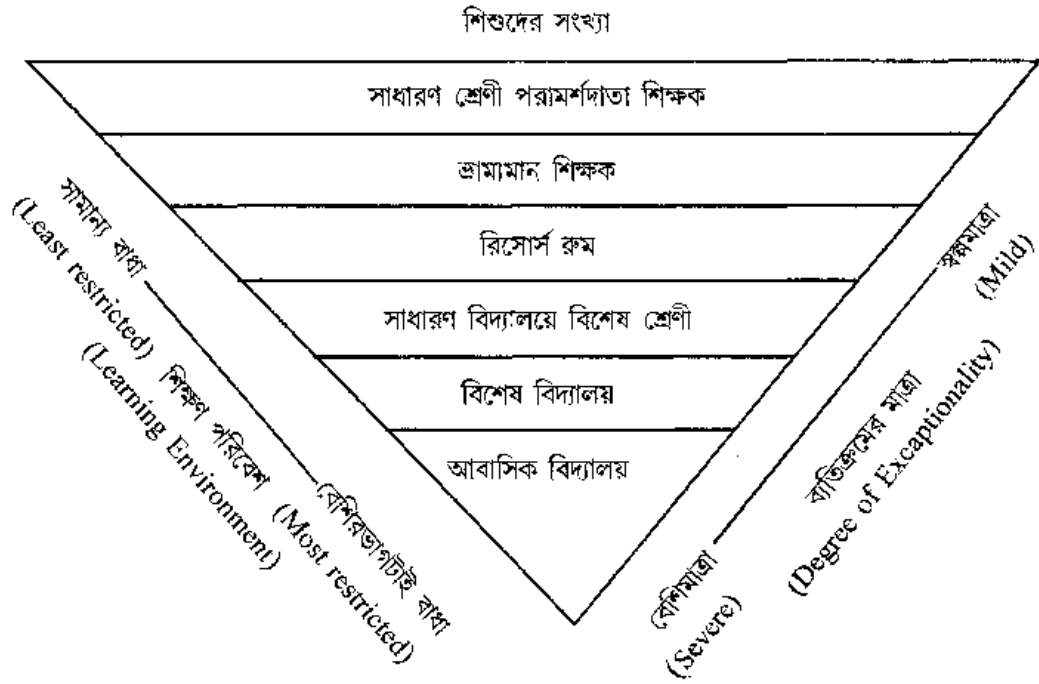 শিশুদের সংখ্যা
সাধারণ শ্রেণী পরামর্শদাতা শিক্ষক
ভ্রাম্যমান শিক্ষক
রিসোর্স রুম
সাধারণ বিদ্যালয়ে বিশেষ শ্রেণী
বিশেষ বিদ্যালয়
আবাসিক বিদ্যালয়
সামান্য বাধা
(Least restricted)
শিক্ষণ পরিবেশ
(Learning Environment)
বেশিরভাগটাই বাধা
(Most restricted)
স্বল্পমাত্রা
(Mild)
ব্যতিক্রমের মাত্রা
(Degree of Excaptionality)
বেশিমাত্রা
(Severe)